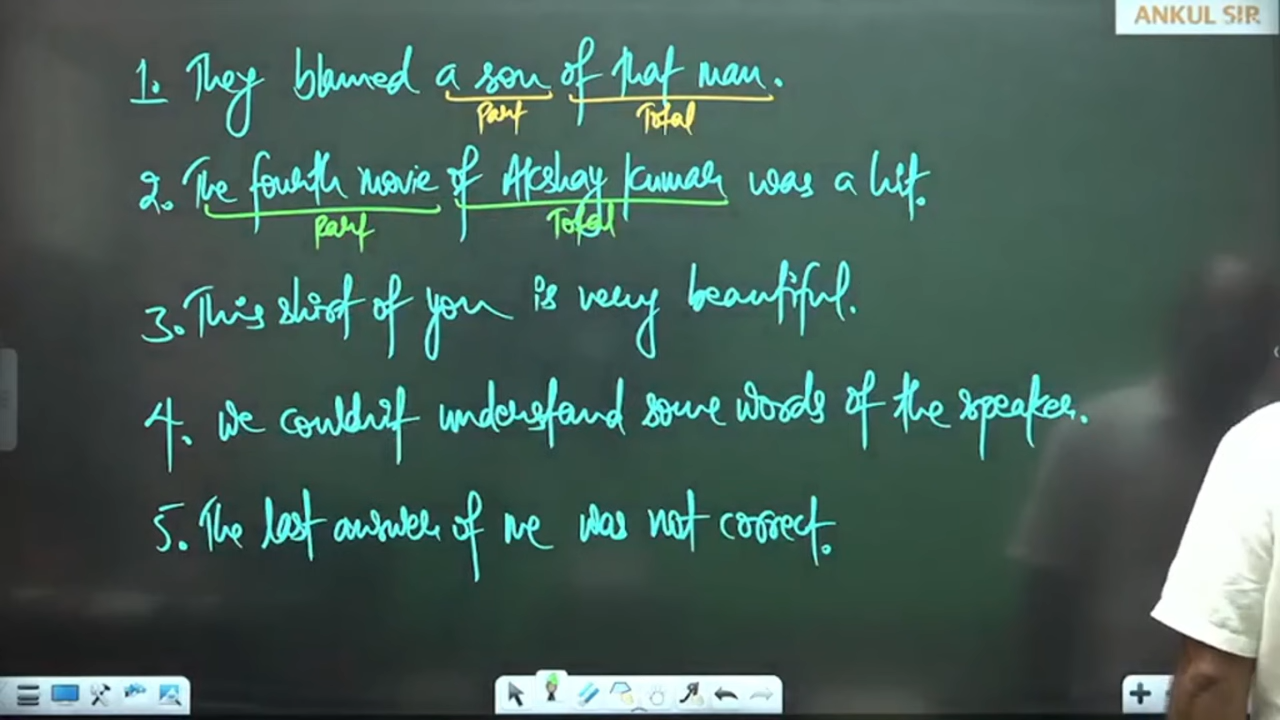 ANKUL SIR
1. They blamed a son of that man.
Part Total
2. The fourth movie of Akshay Kumar was a hit.
Part Total
3. This shirt of you is very beautiful.
4. We couldn't understand some words of the speaker.
5. The last answer of me was not correct.